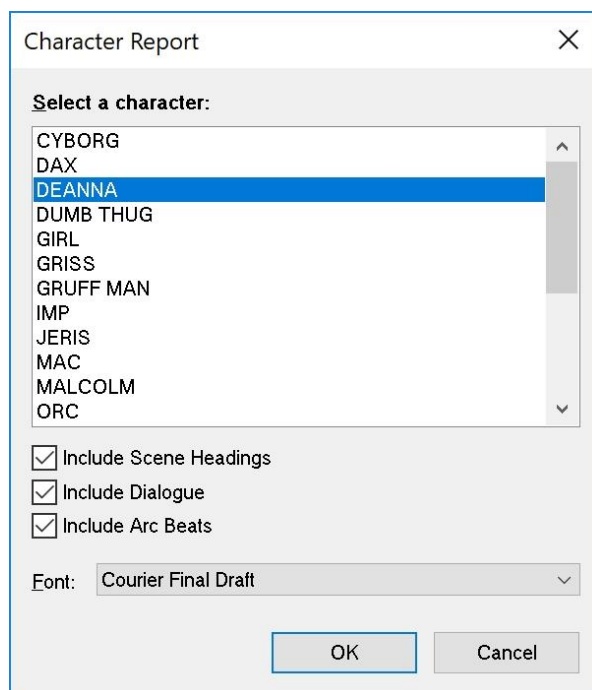 Character Report
Select a character:
CYBORG
DAX
DEANNA
DUMB THUG
GIRL
GRISS
GRUFF MAN
IMP
JERIS
MAC
MALCOLM
ORC
Include Scene Headings
Include Dialogue
Include Arc Beats
Font: Courier Final Draft
OK Cancel